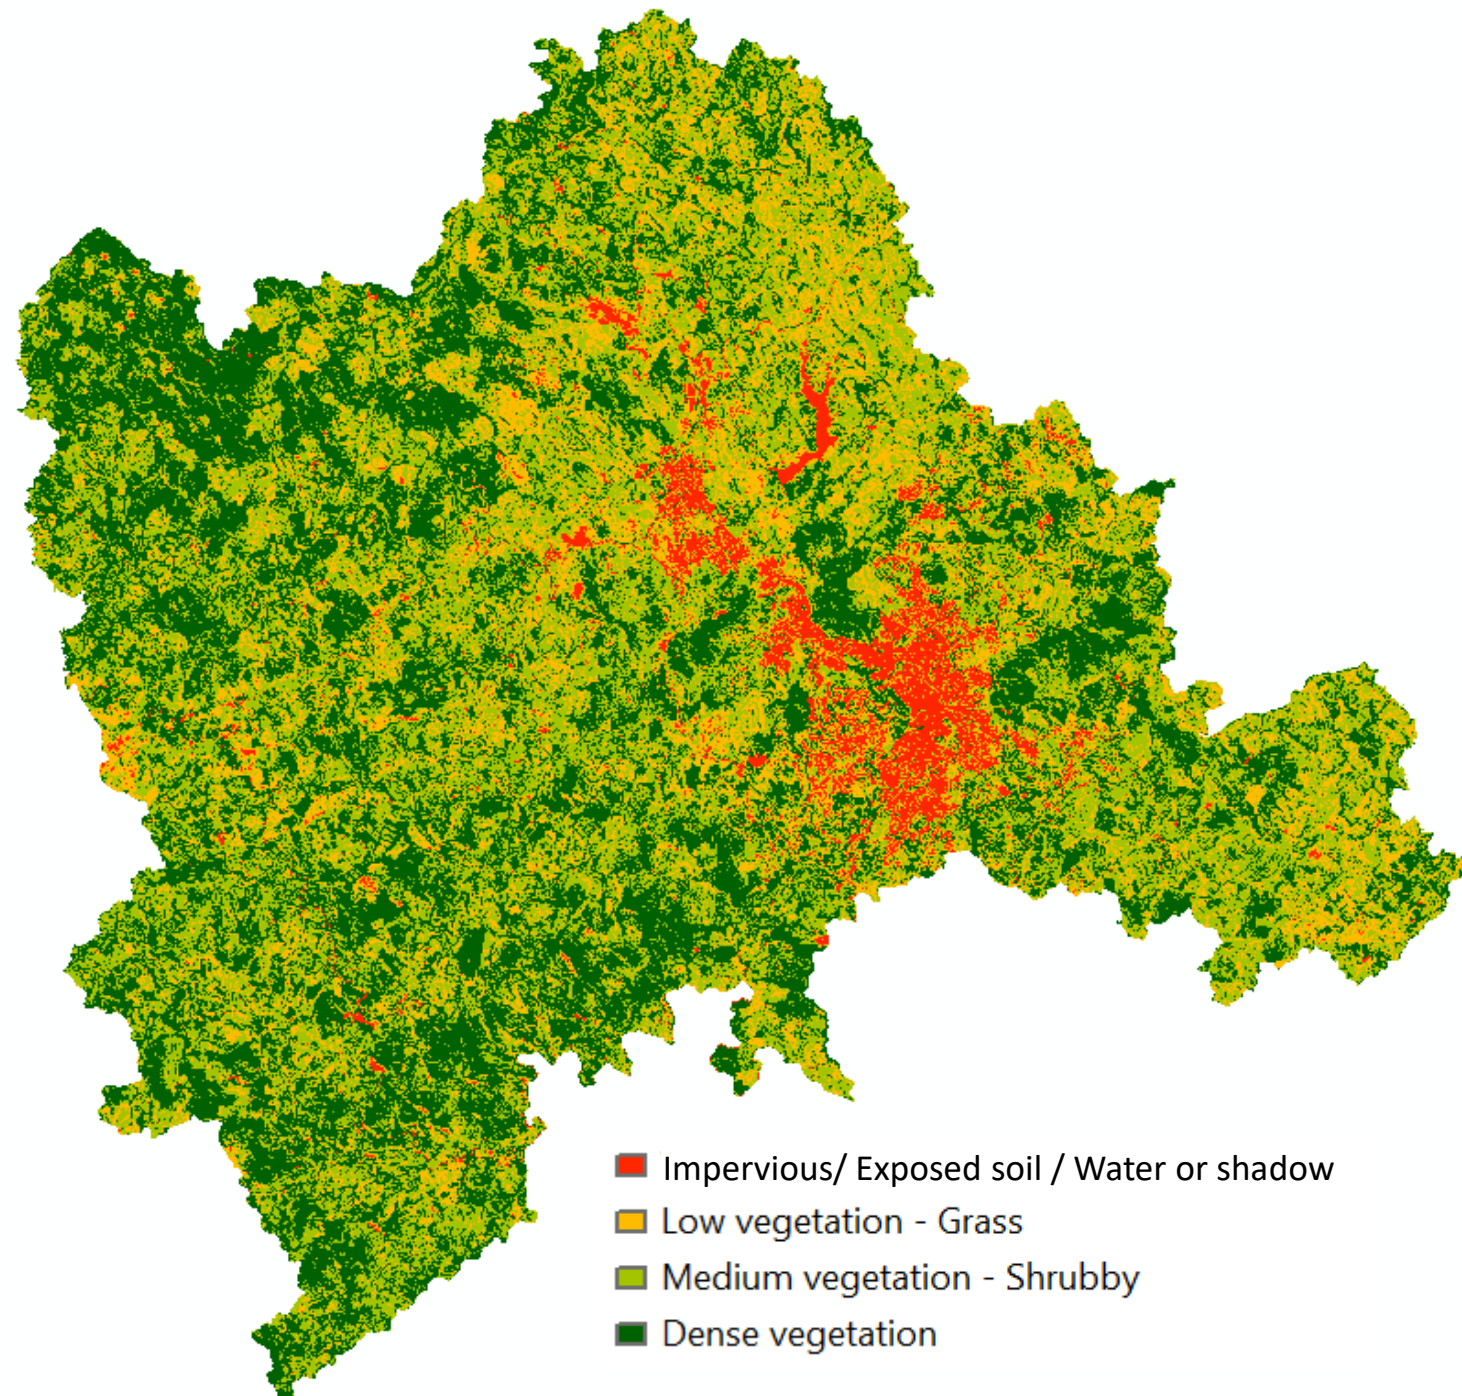 Impervious/ Exposed soil / Water or shadow
Low vegetation - Grass
Medium vegetation - Shrubby
Dense vegetation